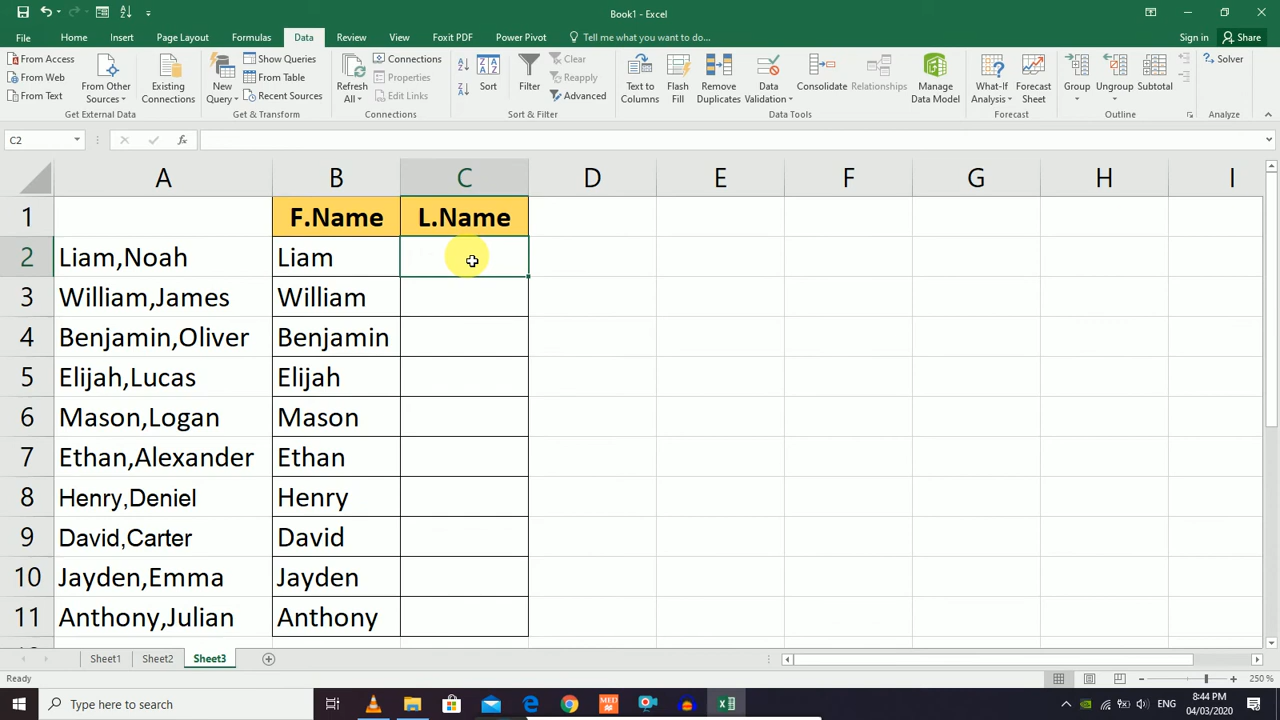 Book1 - Excel
File Home Insert Page Layout Formulas Data Review View Foxit PDF Power Pivot Tell me what you want to do... Sign in Share
From Access
From Web
From Text
From Other Sources
Existing Connections
Get External Data
New Query
Show Queries
From Table
Recent Sources
Get & Transform
Refresh All
Connections
Properties
Edit Links
Connections
Sort
Filter
Clear
Reapply
Advanced
Sort & Filter
Text to Columns
Flash Fill
Remove Duplicates
Data Validation
Consolidate
Relationships
Manage Data Model
Data Tools
What-If Analysis
Forecast Sheet
Forecast
Group
Ungroup
Subtotal
Outline
Solver
Analyze
C2 fx
A B C D E F G H I
1 F.Name L.Name
2 Liam,Noah Liam
3 William,James William
4 Benjamin,Oliver Benjamin
5 Elijah,Lucas Elijah
6 Mason,Logan Mason
7 Ethan,Alexander Ethan
8 Henry,Deniel Henry
9 David,Carter David
10 Jayden,Emma Jayden
11 Anthony,Julian Anthony
Sheet1 Sheet2 Sheet3
Ready 250 %
Type here to search
MED
8:44 PM
04/03/2020